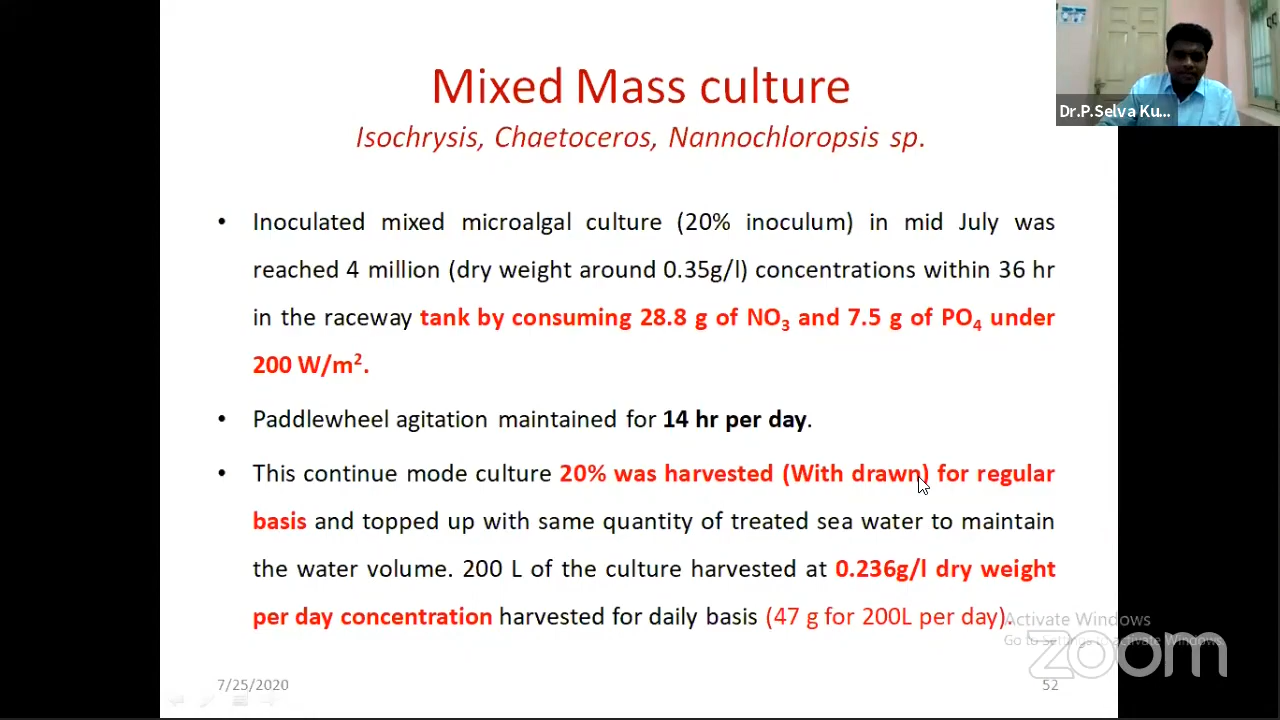 Mixed Mass culture
Isochrysis, Chaetoceros, Nannochloropsis sp.
• Inoculated mixed microalgal culture (20% inoculum) in mid July was
reached 4 million (dry weight around 0.35g/l) concentrations within 36 hr
in the raceway tank by consuming 28.8 g of NO₃ and 7.5 g of PO₄ under
200 W/m².
• Paddlewheel agitation maintained for 14 hr per day.
• This continue mode culture 20% was harvested (With drawn) for regular
basis and topped up with same quantity of treated sea water to maintain
the water volume. 200 L of the culture harvested at 0.236g/l dry weight
per day concentration harvested for daily basis (47 g for 200L per day).
7/25/2020
52
Dr.P.Selva Ku...
Activate Windows
Go to Settings to activate Windows.
zoom